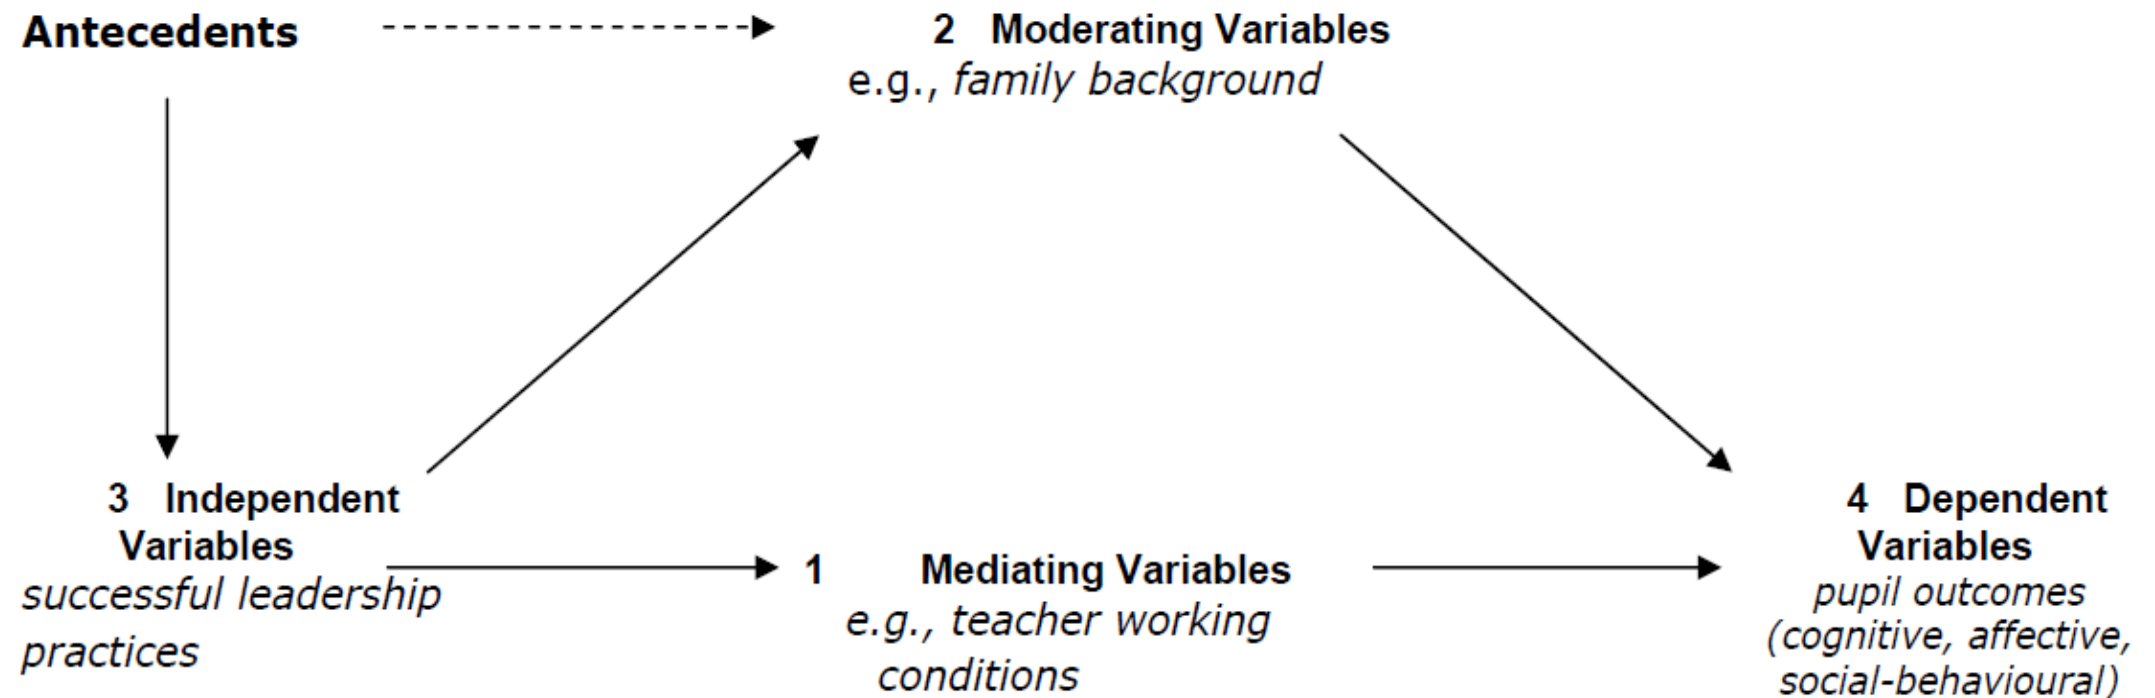 Antecedents
2 Moderating Variables
e.g., family background
3 Independent
Variables
successful leadership
practices
1 Mediating Variables
e.g., teacher working
conditions
4 Dependent
Variables
pupil outcomes
(cognitive, affective,
social-behavioural)